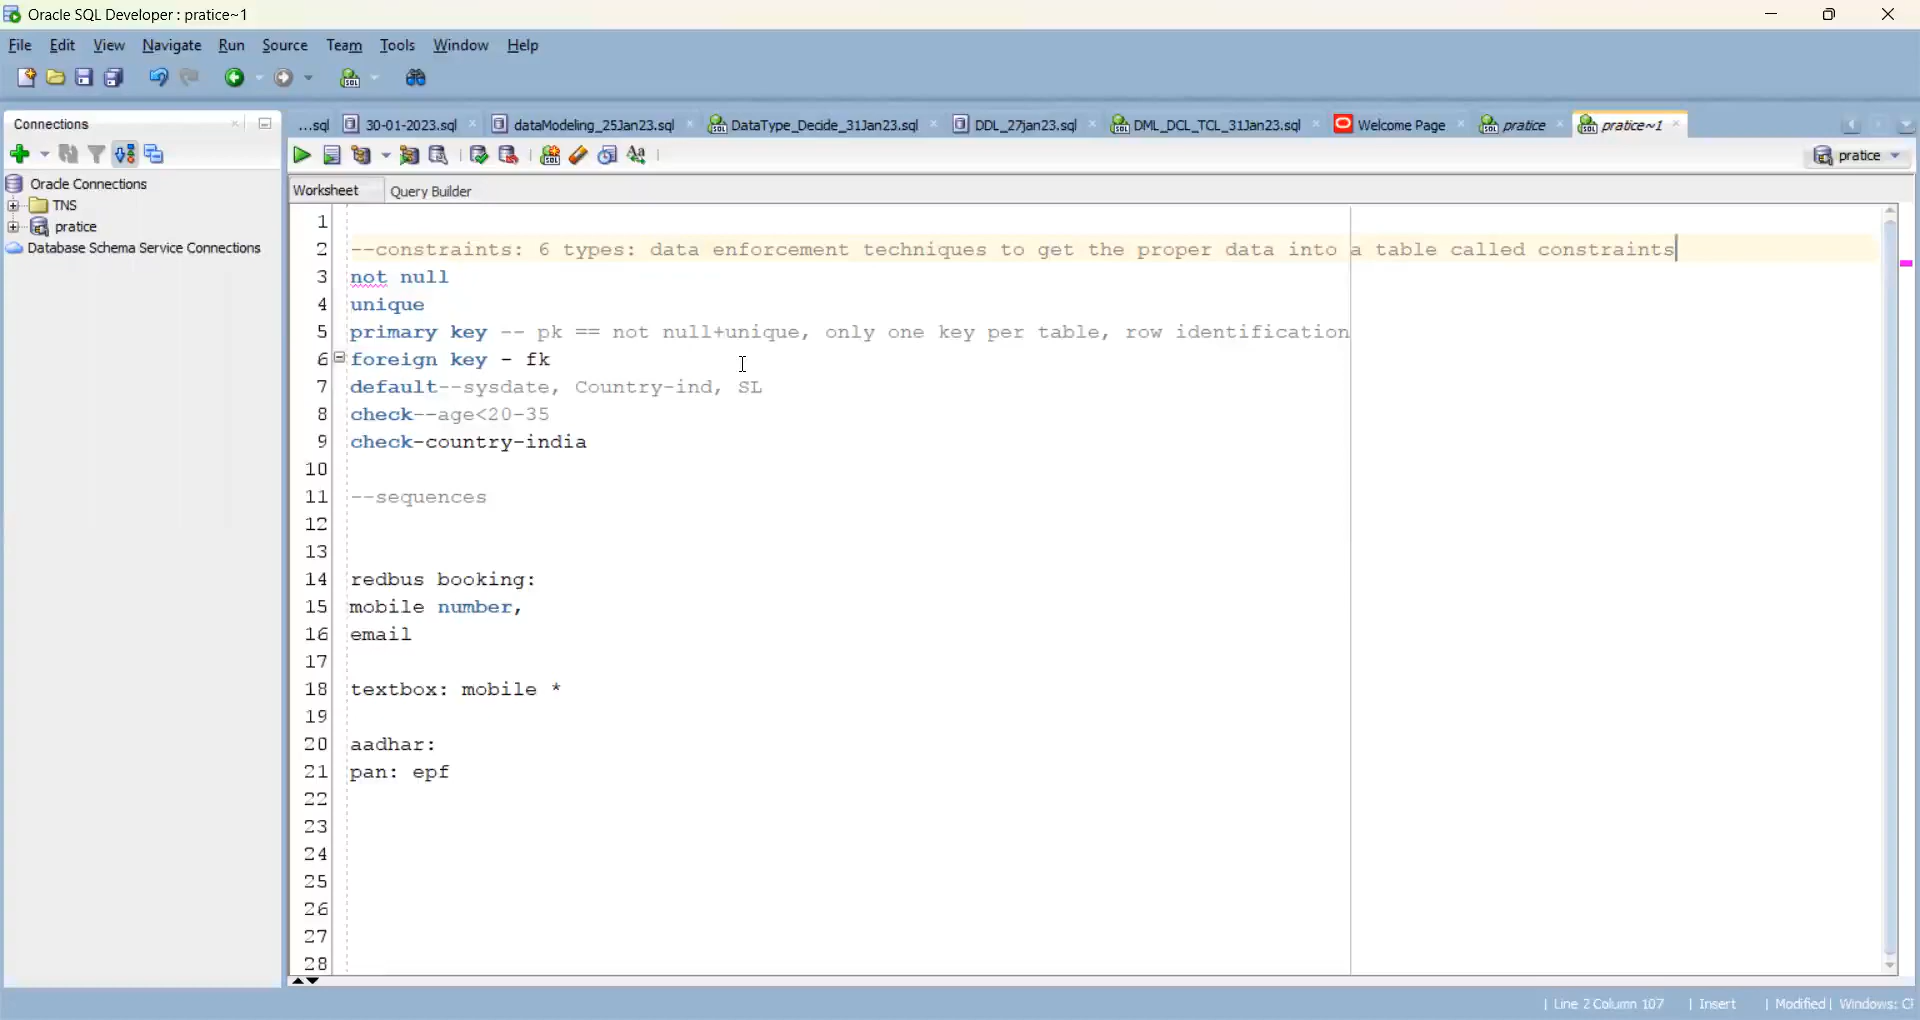 Oracle SQL Developer : pratice~1
File Edit View Navigate Run Source Team Tools Window Help
Connections
...sql 30-01-2023.sql dataModeling_25Jan23.sql DataType_Decide_31Jan23.sql DDL_27jan23.sql DML_DCL_TCL_31Jan23.sql Welcome Page pratice pratice~1
pratice
Oracle Connections
TNS
pratice
Database Schema Service Connections
Worksheet Query Builder
1
2 --constraints: 6 types: data enforcement techniques to get the proper data into a table called constraints
3 not null
4 unique
5 primary key -- pk == not null+unique, only one key per table, row identification
6 foreign key - fk
7 default--sysdate, Country-ind, SL
8 check--age<20-35
9 check-country-india
10
11 --sequences
12
13
14 redbus booking:
15 mobile number,
16 email
17
18 textbox: mobile *
19
20 aadhar:
21 pan: epf
22
23
24
25
26
27
28
Line 2 Column 107 | Insert | Modified | Windows: C